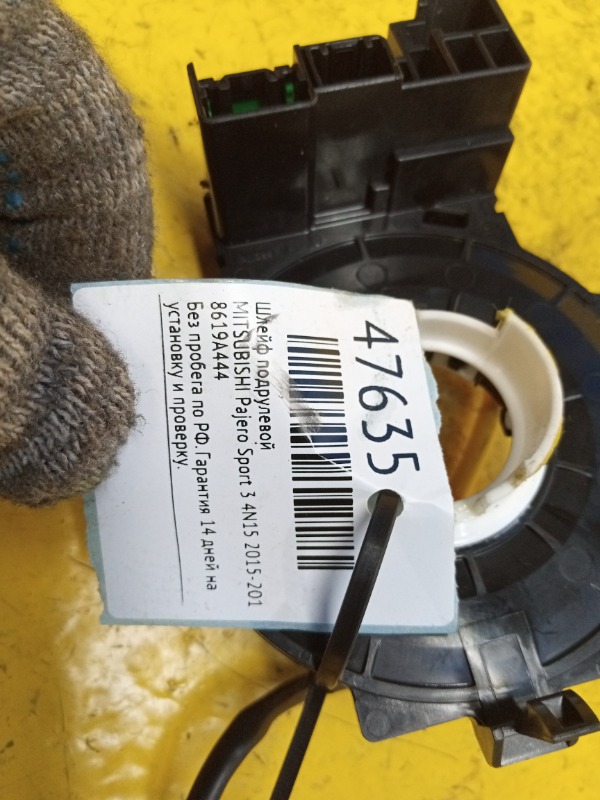 47635
Шлейф подрулевой
MITSUBISHI Pajero Sport 3 4N15 2015-201
8619A444
Без пробега по РФ. Гарантия 14 дней на
установку и проверку.